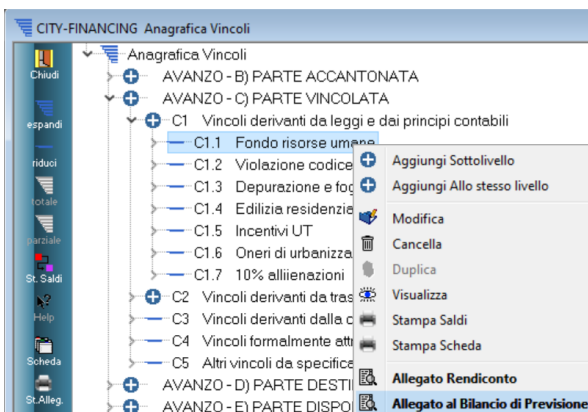 CITY-FINANCING Anagrafica Vincoli
Chiudi
espandi
riduci
totale
parziale
St. Saldi
Help
Scheda
St.Alleg.
Anagrafica Vincoli
AVANZO - B) PARTE ACCANTONATA
AVANZO - C) PARTE VINCOLATA
C1 Vincoli derivanti da leggi e dai principi contabili
C1.1 Fondo risorse umane
C1.2 Violazione codice
C1.3 Depurazione e fog
C1.4 Edilizia residenzia
C1.5 Incentivi UT
C1.6 Oneri di urbanizza
C1.7 10% alliienazioni
C2 Vincoli derivanti da tras
C3 Vincoli derivanti dalla c
C4 Vincoli formalmente attr
C5 Altri vincoli da specifica
AVANZO - D) PARTE DESTI
AVANZO - E) PARTE DISPO
Aggiungi Sottolivello
Aggiungi Allo stesso livello
Modifica
Cancella
Duplica
Visualizza
Stampa Saldi
Stampa Scheda
Allegato Rendiconto
Allegato al Bilancio di Previsione